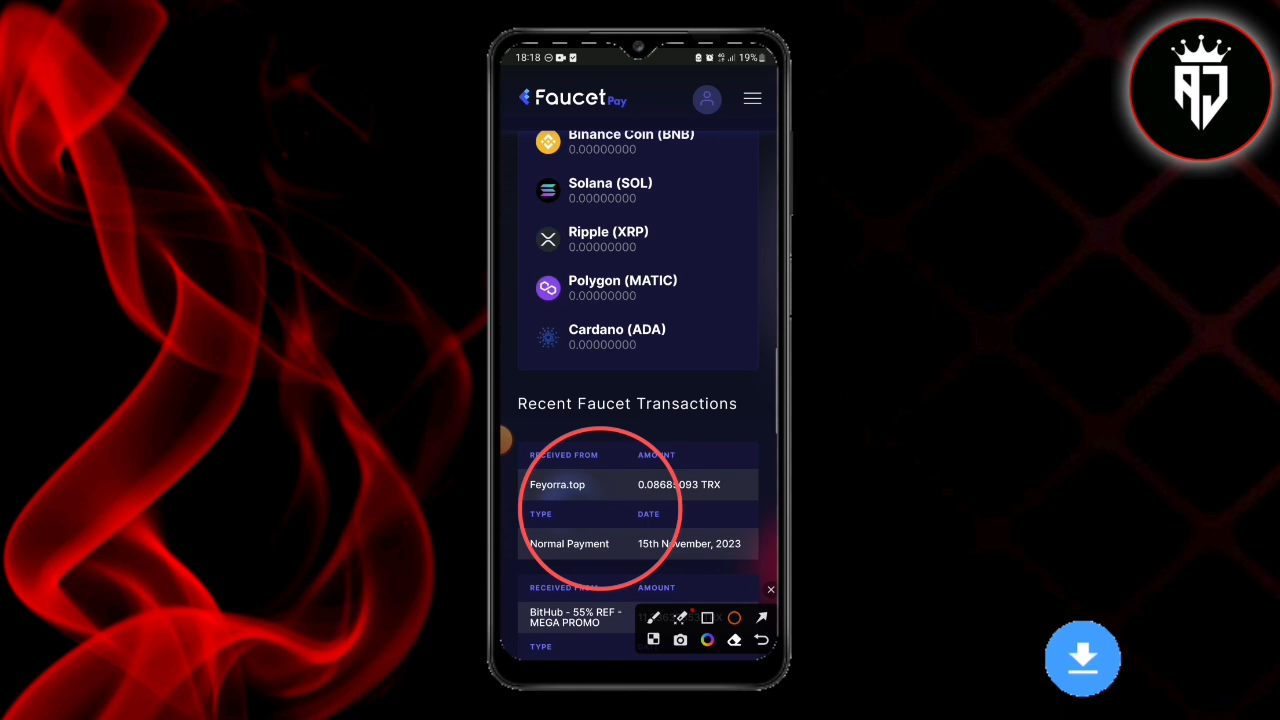 AJ
18:18
19%
Faucet Pay
Binance Coin (BNB)
0.00000000
Solana (SOL)
0.00000000
Ripple (XRP)
0.00000000
Polygon (MATIC)
0.00000000
Cardano (ADA)
0.00000000
Recent Faucet Transactions
RECEIVED FROM AMOUNT
Feyorra.top TRX
TYPE DATE
Normal Payment 15th November, 2023
RECEIVED FROM AMOUNT
BitHub - 55% REF -
MEGA PROMO
TYPE